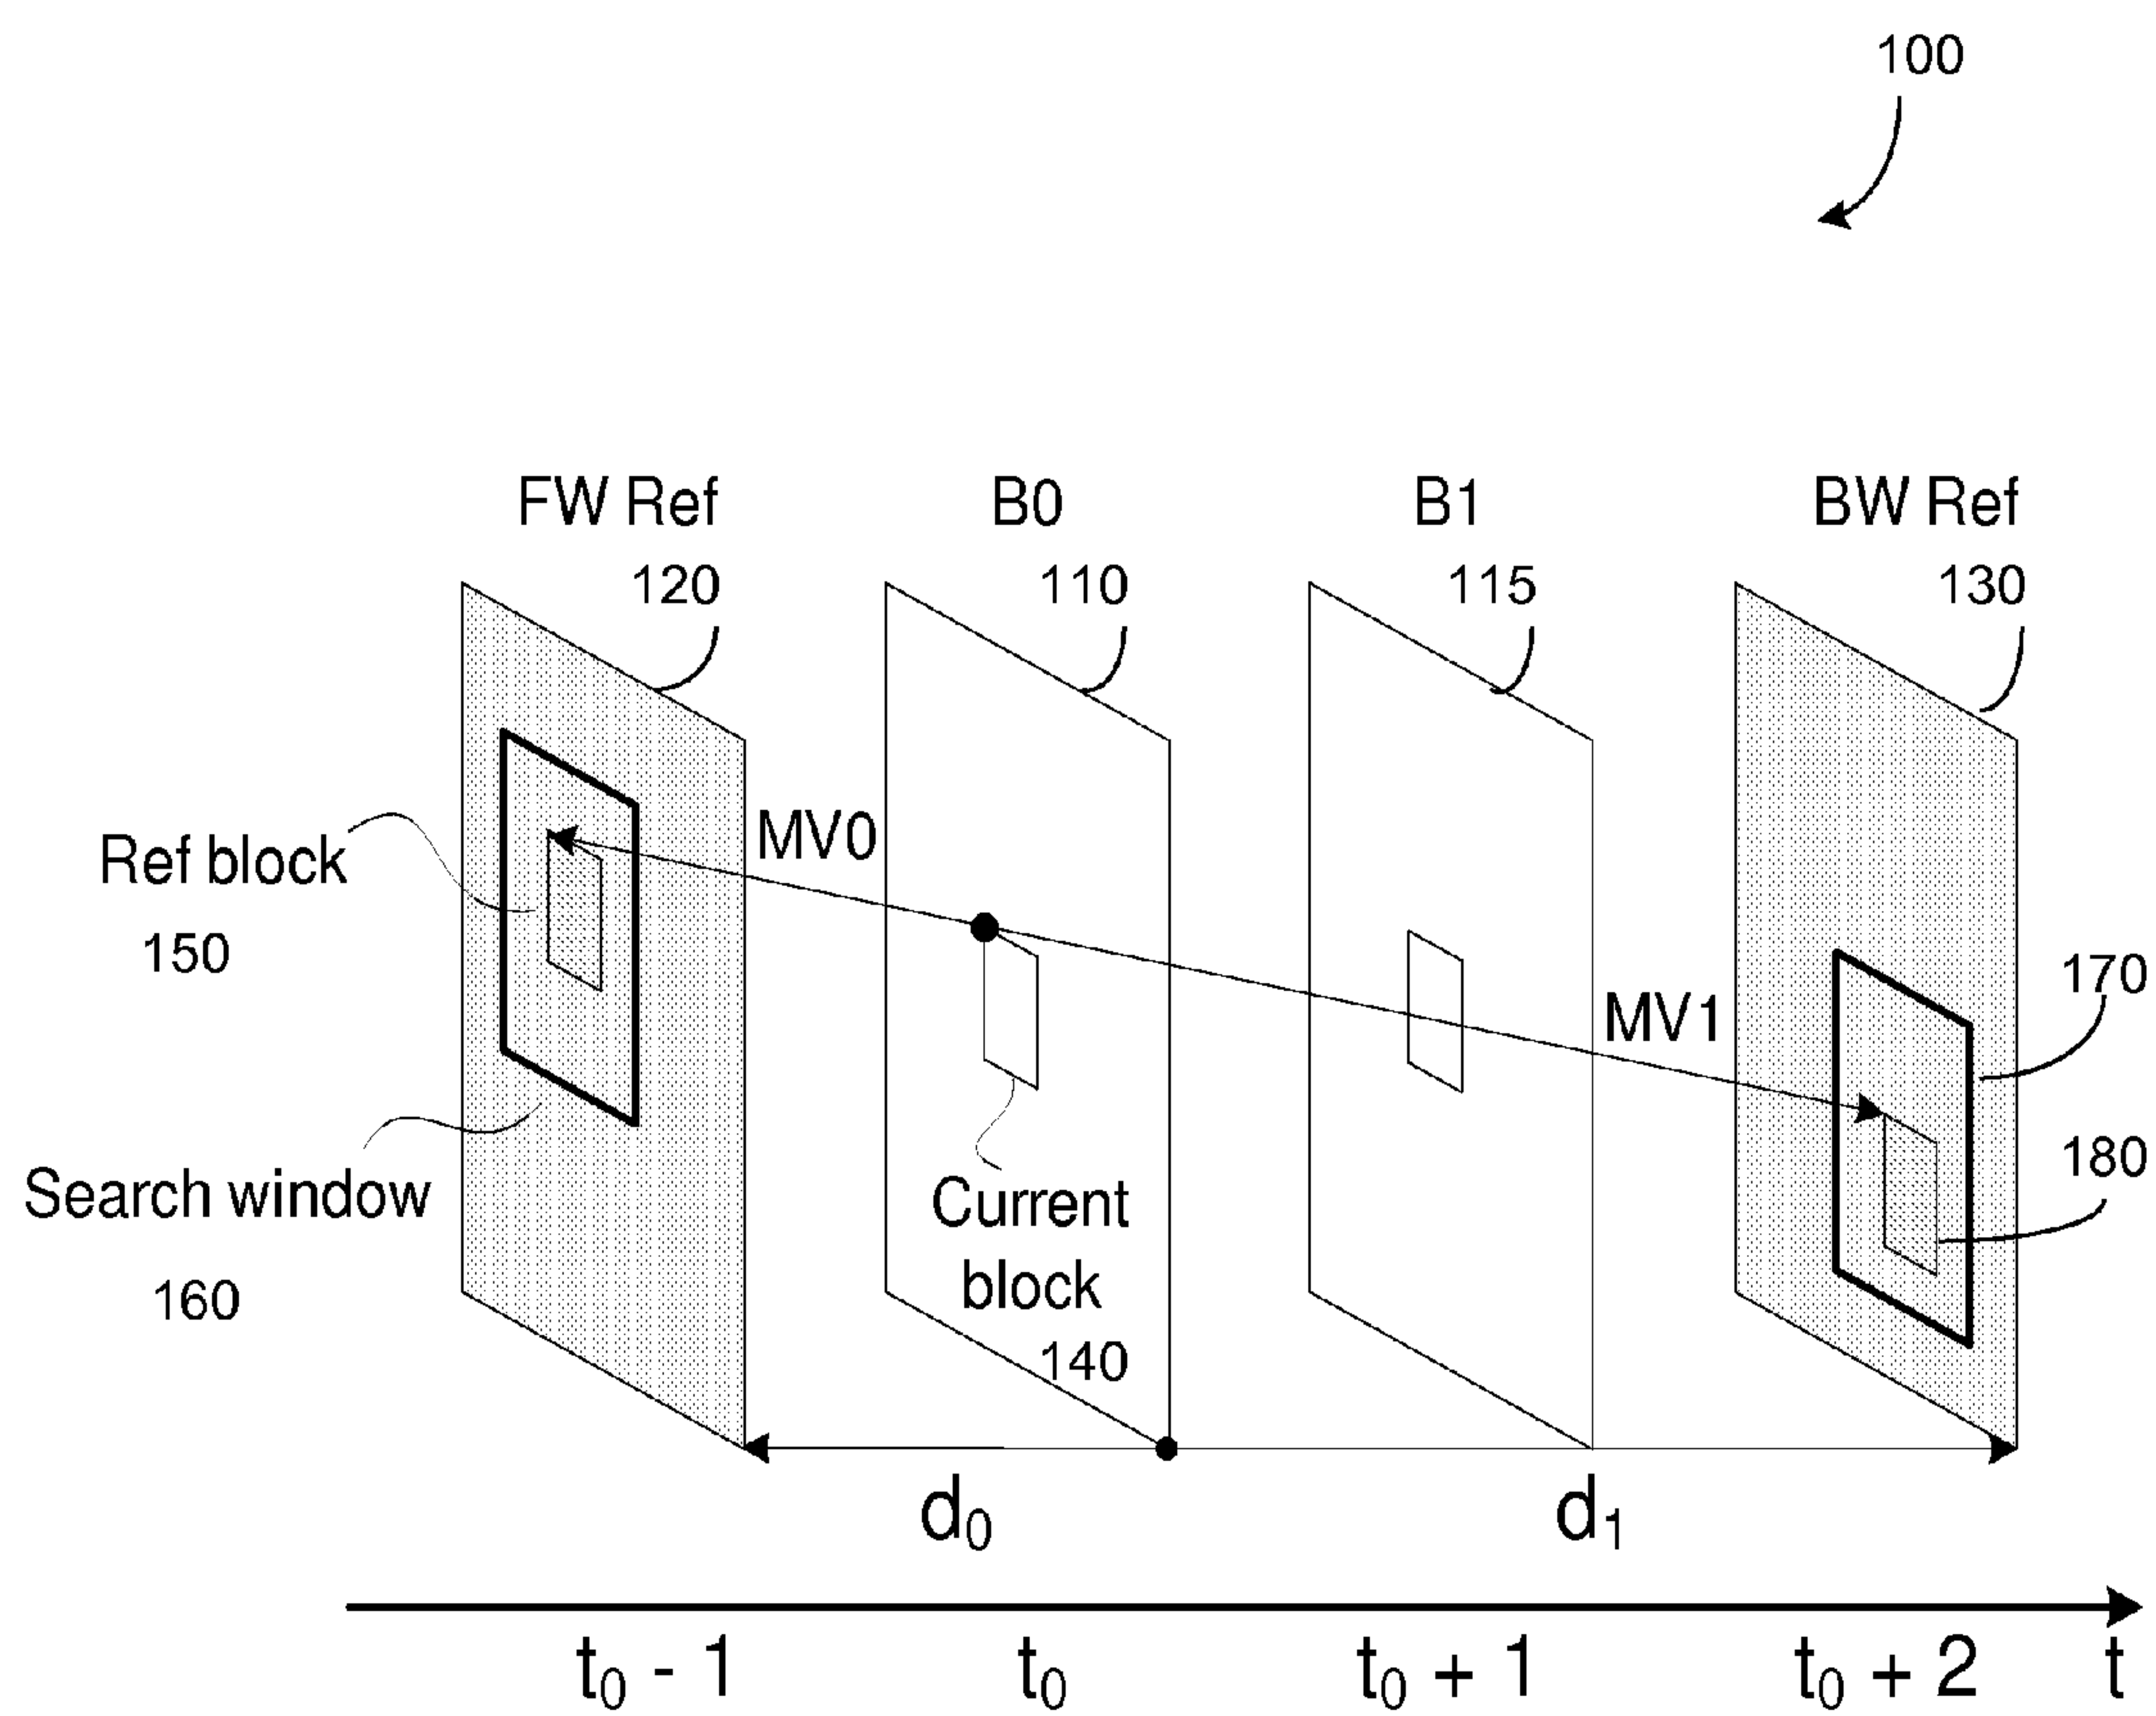 100
FW Ref
120
B0
110
B1
115
BW Ref
130
MV0
Ref block
150
MV1
170
180
Search window
160
Current
block
140
d₀
d₁
t₀ - 1
t₀
t₀ + 1
t₀ + 2
t